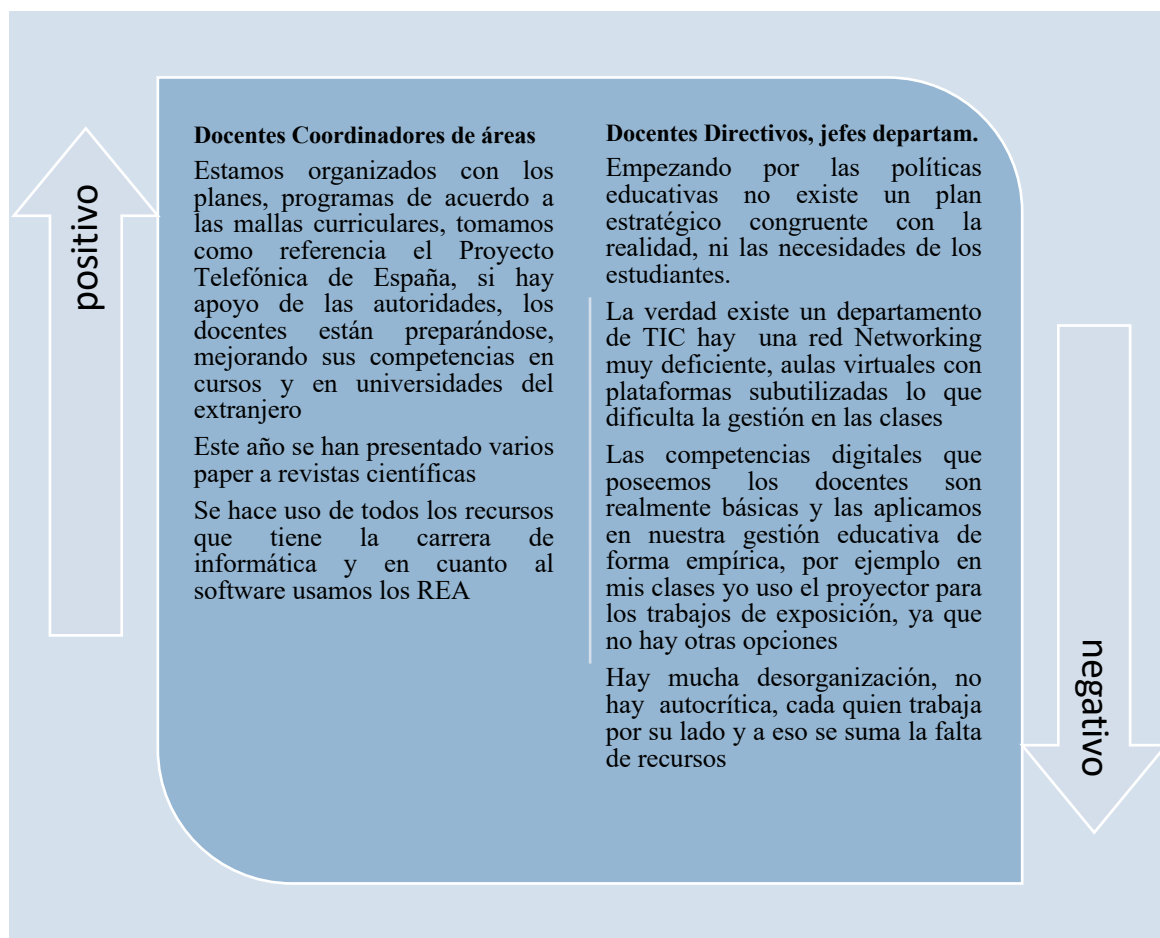 positivo
Docentes Coordinadores de áreas
Estamos organizados con los
planes, programas de acuerdo a
las mallas curriculares, tomamos
como referencia el Proyecto
Telefónica de España, si hay
apoyo de las autoridades, los
docentes están preparándose,
mejorando sus competencias en
cursos y en universidades del
extranjero
Este año se han presentado varios
paper a revistas científicas
Se hace uso de todos los recursos
que tiene la carrera de
informática y en cuanto al
software usamos los REA
Docentes Directivos, jefes departam.
Empezando por las políticas
educativas no existe un plan
estratégico congruente con la
realidad, ni las necesidades de los
estudiantes.
La verdad existe un departamento
de TIC hay una red Networking
muy deficiente, aulas virtuales con
plataformas subutilizadas lo que
dificulta la gestión en las clases
Las competencias digitales que
poseemos los docentes son
realmente básicas y las aplicamos
en nuestra gestión educativa de
forma empírica, por ejemplo en
mis clases yo uso el proyector para
los trabajos de exposición, ya que
no hay otras opciones
Hay mucha desorganización, no
hay autocrítica, cada quien trabaja
por su lado y a eso se suma la falta
de recursos
negativo